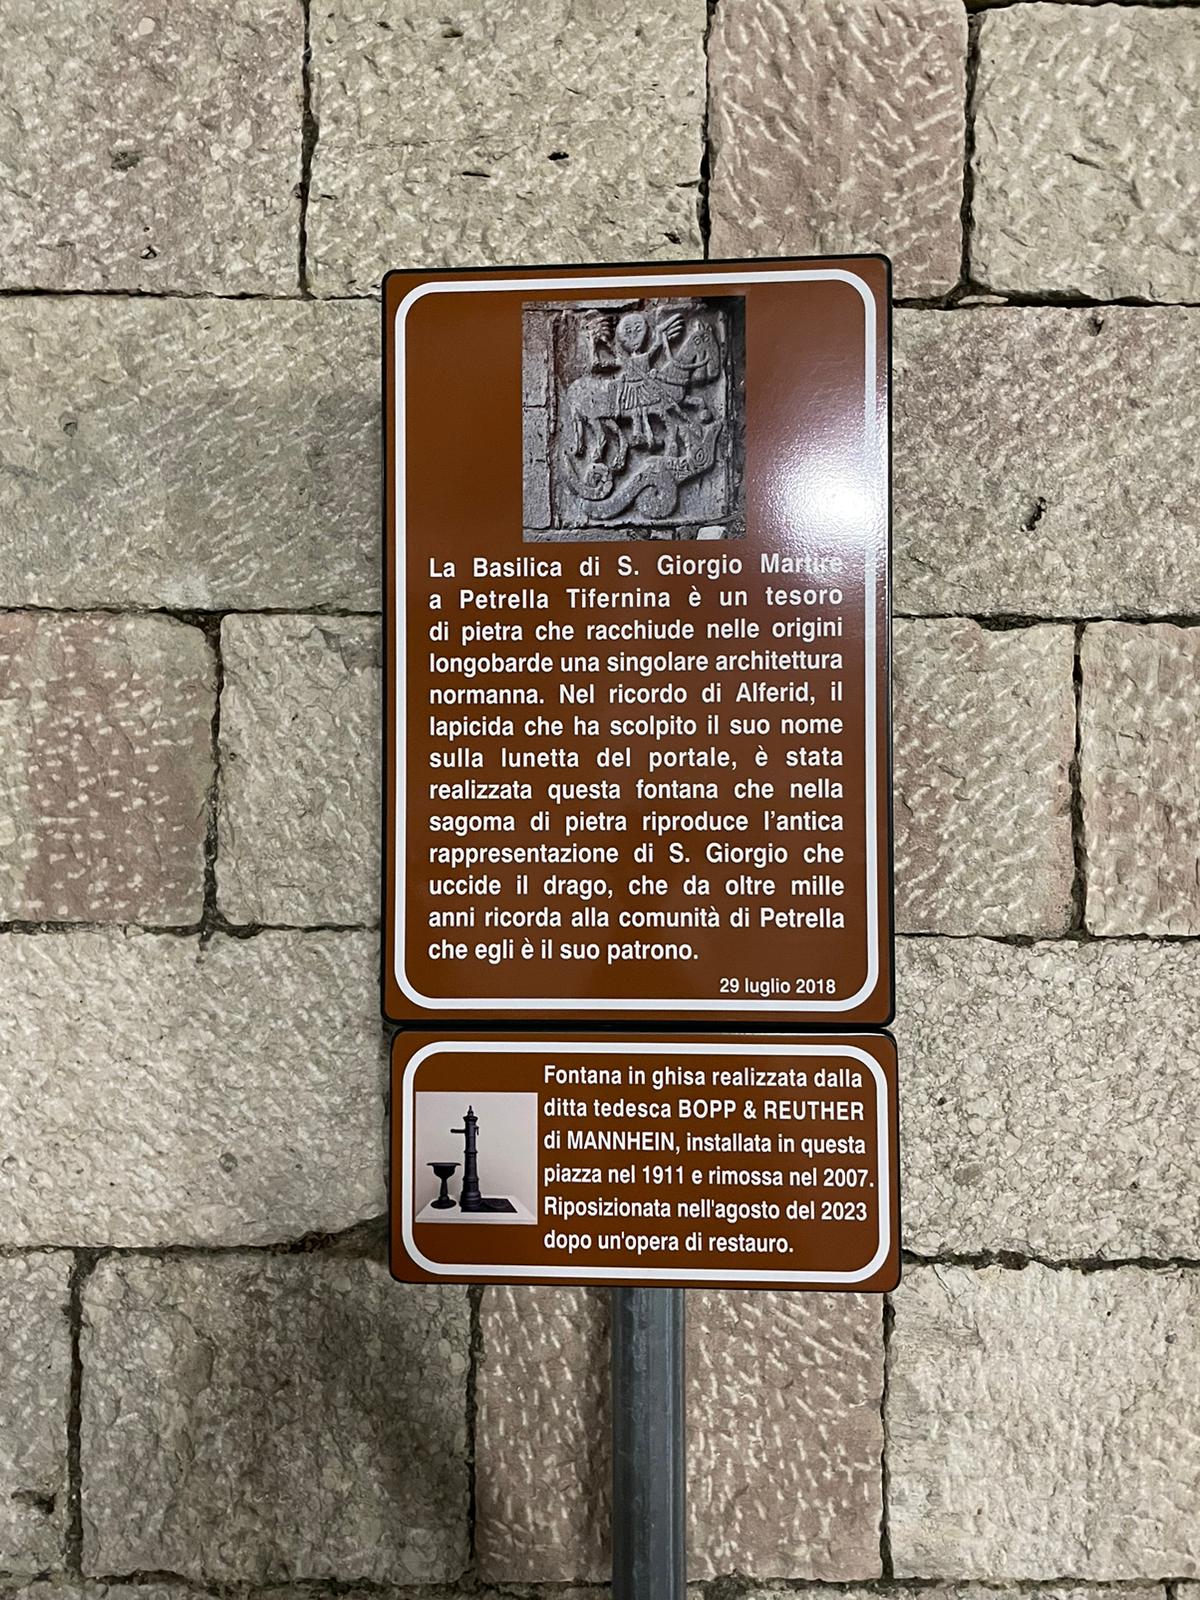 La Basilica di S. Giorgio Martire
a Petrella Tifernina è un tesoro
di pietra che racchiude nelle origini
longobarde una singolare architettura
normanna. Nel ricordo di Alferid, il
lapicida che ha scolpito il suo nome
sulla lunetta del portale, è stata
realizzata questa fontana che nella
sagoma di pietra riproduce l'antica
rappresentazione di S. Giorgio che
uccide il drago, che da oltre mille
anni ricorda alla comunità di Petrella
che egli è il suo patrono.
29 luglio 2018
Fontana in ghisa realizzata dalla
ditta tedesca BOPP & REUTHER
di MANNHEIN, installata in questa
piazza nel 1911 e rimossa nel 2007.
Riposizionata nell'agosto del 2023
dopo un'opera di restauro.